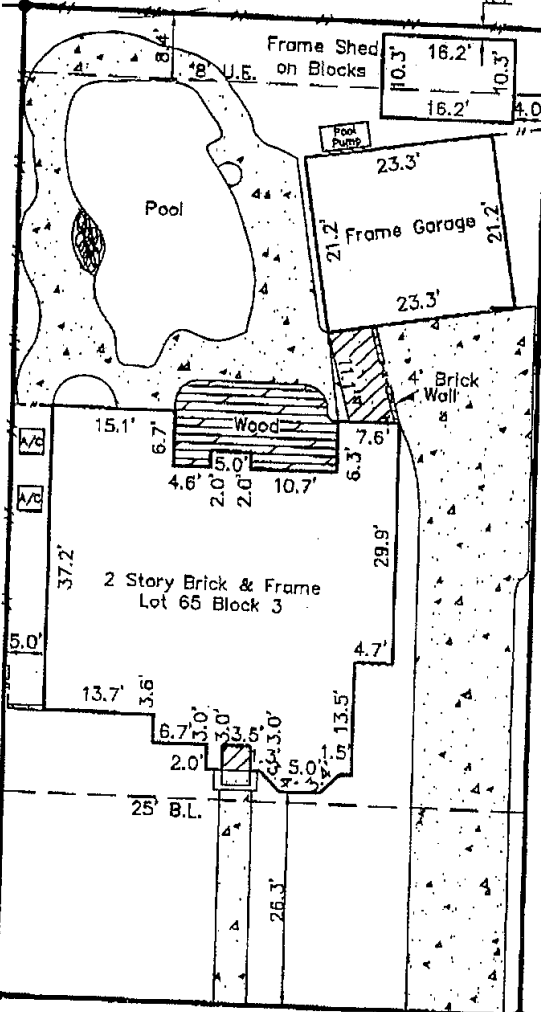 8.4'
8' U.E.
Frame Shed
on Blocks
16.2'
10.3'
10.3'
16.2'
4.0
Pool
Pump
23.3'
21.2'
Frame Garage
21.2'
23.3'
Pool
11.1'
4' Brick
Wall
A/C
A/C
15.1'
6.7'
Wood
7.6'
6.3'
4.6'
2.0'
5.0'
2.0'
10.7'
37.2'
29.9'
2 Story Brick & Frame
Lot 65 Block 3
5.0'
4.7'
13.7'
3.6'
13.5'
6.7'
3.0'
3.0'
3.5'
3.0'
2.0'
5.0'
3.4'
1.5'
25' B.L.
26.3'